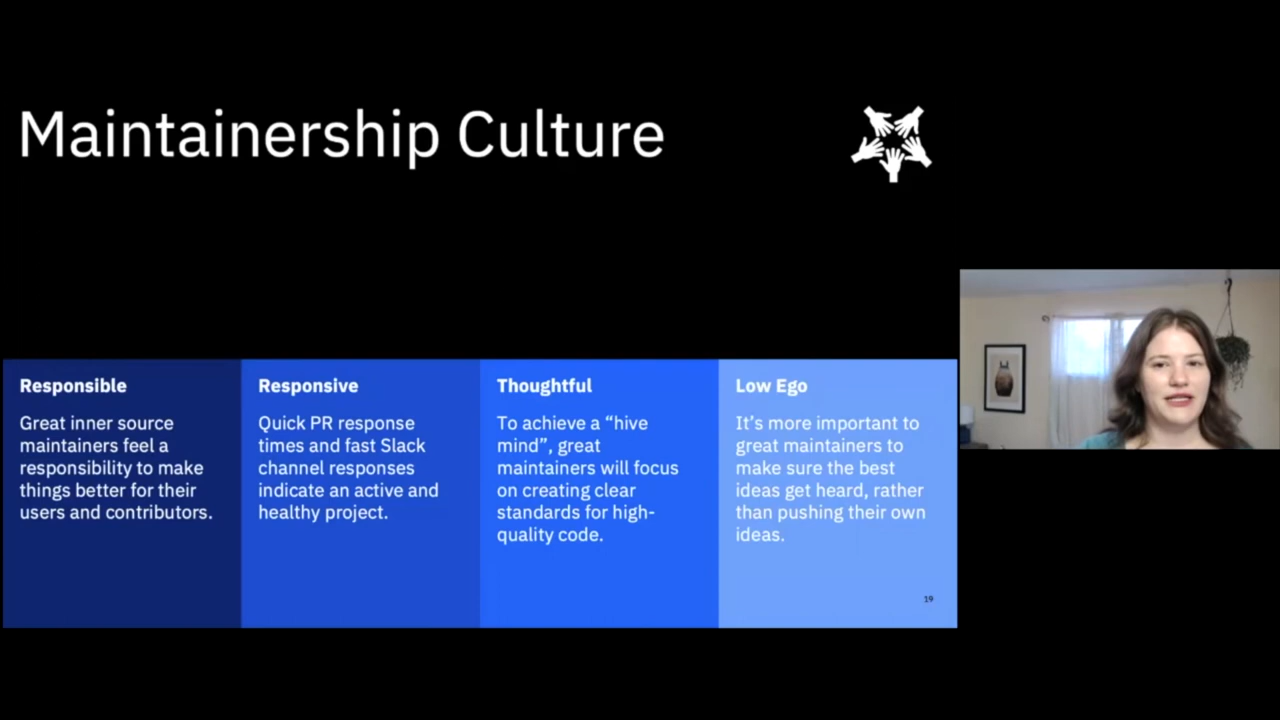 Maintainership Culture
Responsible
Great inner source
maintainers feel a
responsibility to make
things better for their
users and contributors.
Responsive
Quick PR response
times and fast Slack
channel responses
indicate an active and
healthy project.
Thoughtful
To achieve a “hive
mind”, great
maintainers will focus
on creating clear
standards for high-
quality code.
Low Ego
It’s more important to
great maintainers to
make sure the best
ideas get heard, rather
than pushing their own
ideas.
19